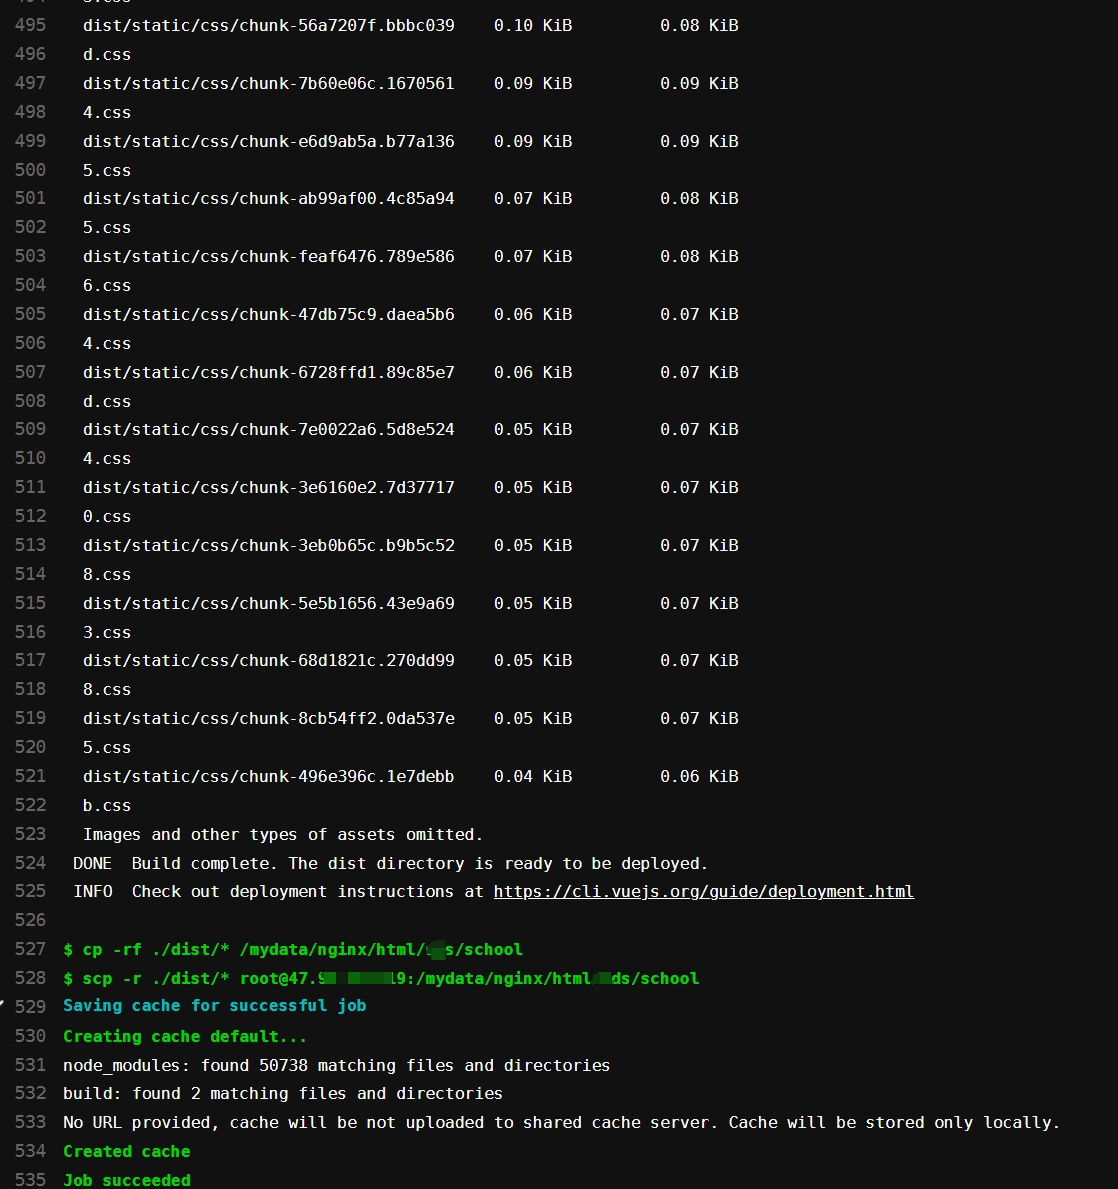 495 dist/static/css/chunk-56a7207f.bbbc039 0.10 KiB 0.08 KiB
496 d.css
497 dist/static/css/chunk-7b60e06c.1670561 0.09 KiB 0.09 KiB
498 4.css
499 dist/static/css/chunk-e6d9ab5a.b77a136 0.09 KiB 0.09 KiB
500 5.css
501 dist/static/css/chunk-ab99af00.4c85a94 0.07 KiB 0.08 KiB
502 5.css
503 dist/static/css/chunk-feaf6476.789e586 0.07 KiB 0.08 KiB
504 6.css
505 dist/static/css/chunk-47db75c9.daea5b6 0.06 KiB 0.07 KiB
506 4.css
507 dist/static/css/chunk-6728ffd1.89c85e7 0.06 KiB 0.07 KiB
508 d.css
509 dist/static/css/chunk-7e0022a6.5d8e524 0.05 KiB 0.07 KiB
510 4.css
511 dist/static/css/chunk-3e6160e2.7d37717 0.05 KiB 0.07 KiB
512 0.css
513 dist/static/css/chunk-3eb0b65c.b9b5c52 0.05 KiB 0.07 KiB
514 8.css
515 dist/static/css/chunk-5e5b1656.43e9a69 0.05 KiB 0.07 KiB
516 3.css
517 dist/static/css/chunk-68d1821c.270dd99 0.05 KiB 0.07 KiB
518 8.css
519 dist/static/css/chunk-8cb54ff2.0da537e 0.05 KiB 0.07 KiB
520 5.css
521 dist/static/css/chunk-496e396c.1e7debb 0.04 KiB 0.06 KiB
522 b.css
523 Images and other types of assets omitted.
524 DONE Build complete. The dist directory is ready to be deployed.
525 INFO Check out deployment instructions at https://cli.vuejs.org/guide/deployment.html
526
527 $ cp -rf ./dist/* /mydata/nginx/html/ s/school
528 $ scp -r ./dist/* root@47. 9:/mydata/nginx/html ds/school
529 Saving cache for successful job
530 Creating cache default...
531 node_modules: found 50738 matching files and directories
532 build: found 2 matching files and directories
533 No URL provided, cache will be not uploaded to shared cache server. Cache will be stored only locally.
534 Created cache
535 Job succeeded